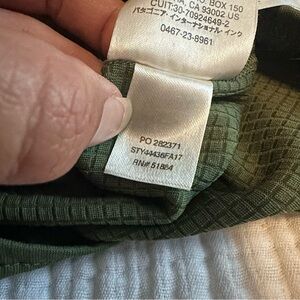 BOX 150
, CA 93002 US
CUIT:30-70924649-2
パタゴニア・インターナショナル インク
0467-23-8961
PO 282371
STY44436FA17
RN# 51884